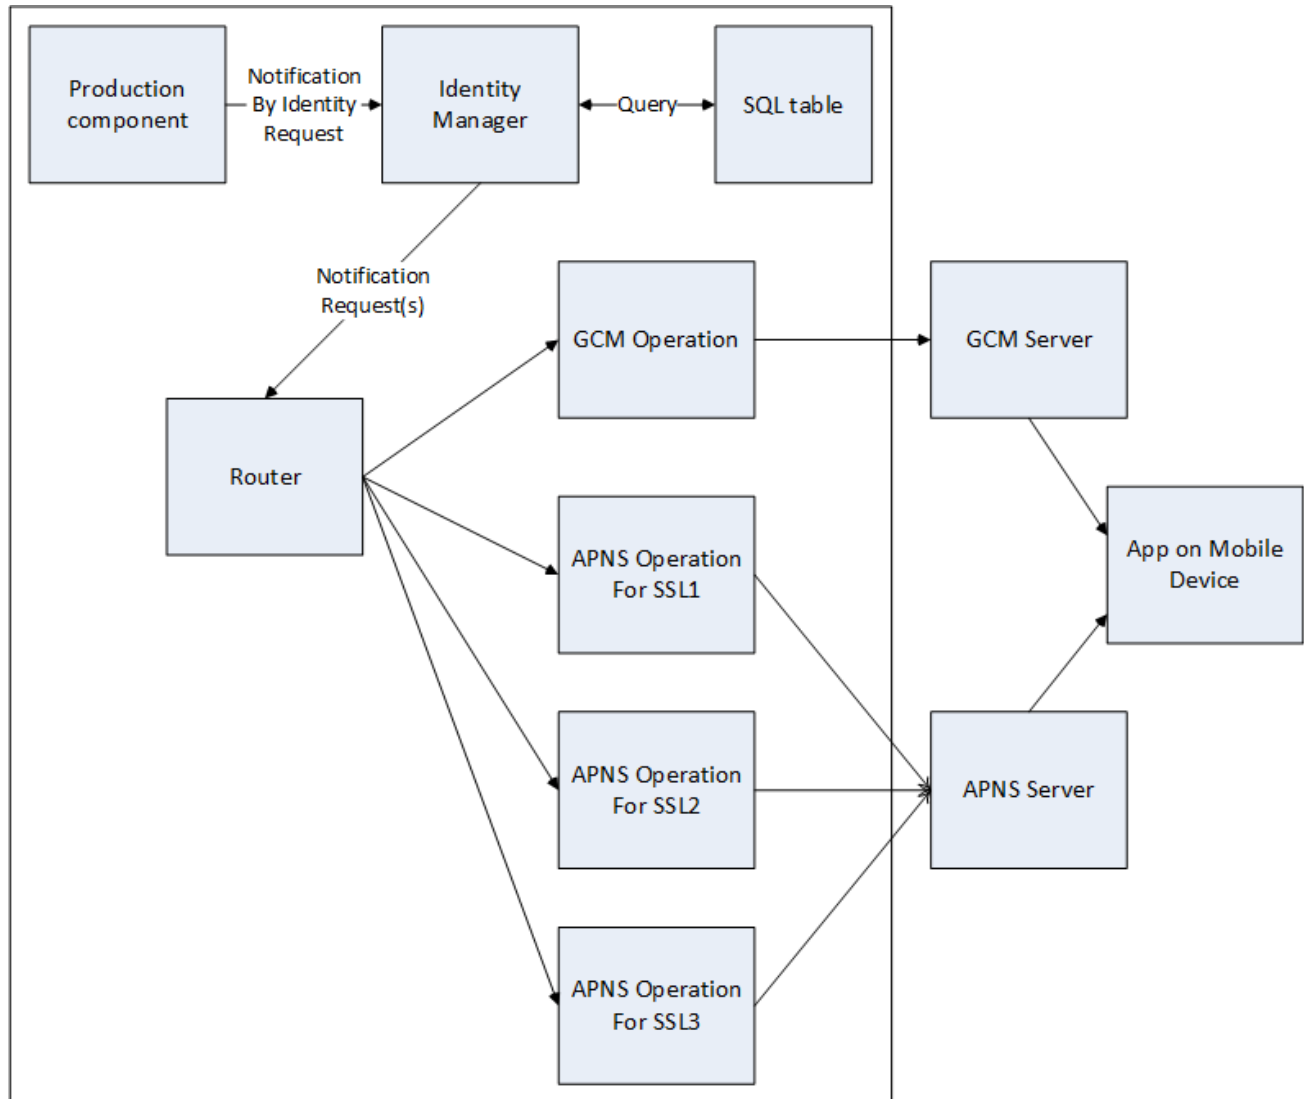 Production
component
Notification
By Identity
Request
Identity
Manager
Query
SQL table
Notification
Request(s)
GCM Operation
GCM Server
Router
APNS Operation
For SSL1
App on Mobile
Device
APNS Operation
For SSL2
APNS Server
APNS Operation
For SSL3